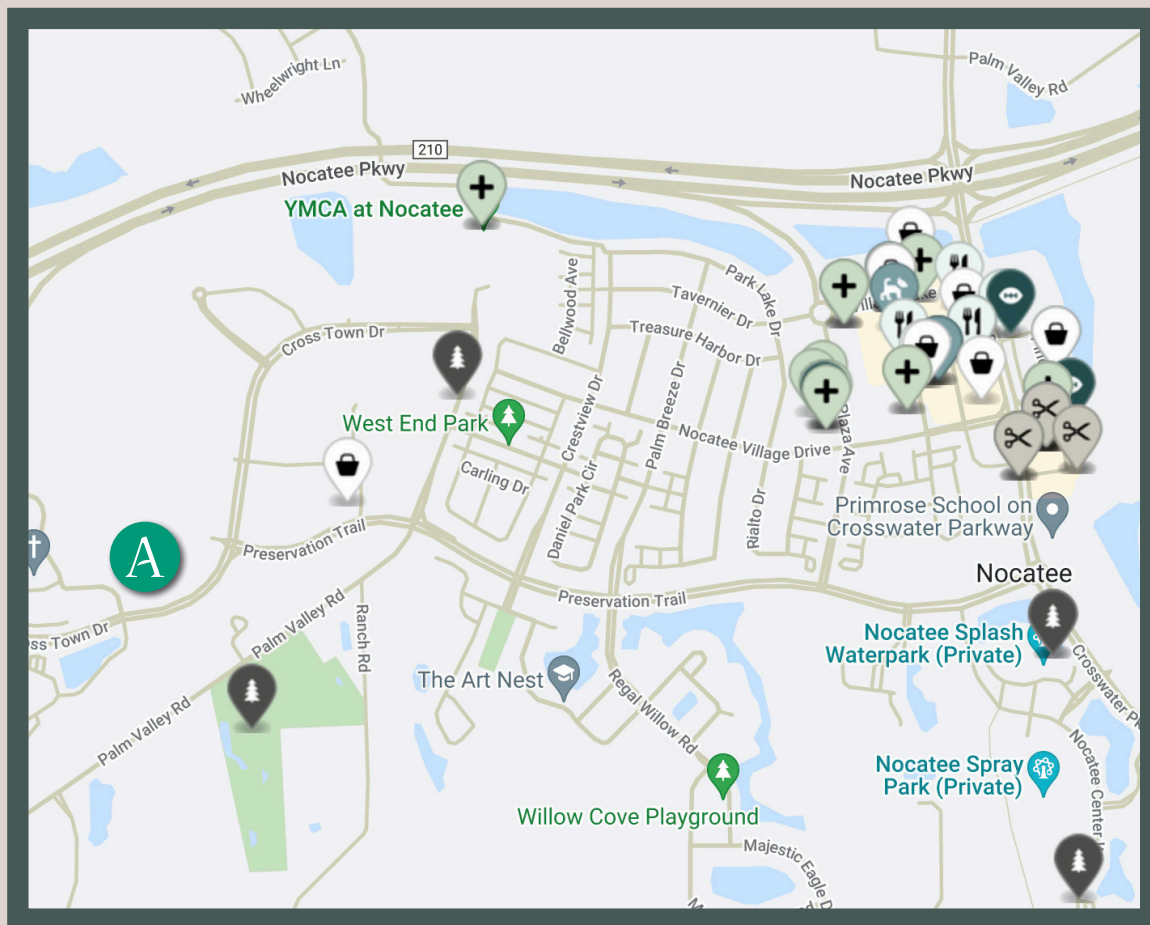 Wheelwright Ln
Palm Valley Rd
210
Nocatee Pkwy
Nocatee Pkwy
YMCA at Nocatee
Bellwood Ave
Park Lake Dr
Tavernier Dr
Cross Town Dr
Treasure Harbor Dr
West End Park
Crestview Dr
Palm Breeze Dr
Nocatee Village Drive
Plaza Ave
Carling Dr
Daniel Park Cir
Rialto Dr
Primrose School on
Crosswater Parkway
Preservation Trail
A
Nocatee
Preservation Trail
Palm Valley Rd
Ranch Rd
ss Town Dr
Nocatee Splash
Waterpark (Private)
The Art Nest
Regal Willow Rd
Crosswater Pk
Palm Valley Rd
Nocatee Spray
Park (Private)
Nocatee Center
Willow Cove Playground
Majestic Eagle D